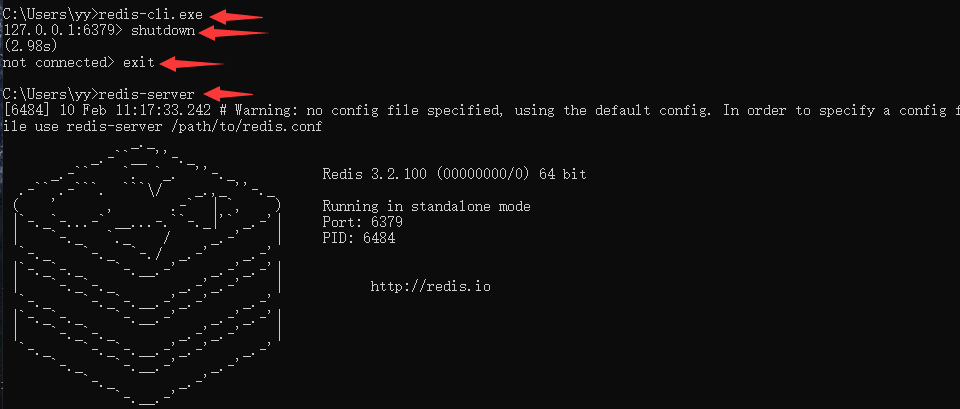 C:\Users\yy>redis-cli.exe
127.0.0.1:6379> shutdown
(2.98s)
not connected> exit
C:\Users\yy>redis-server
[6484] 10 Feb 11:17:33.242 # Warning: no config file specified, using the default config. In order to specify a config f
ile use redis-server /path/to/redis.conf
Redis 3.2.100 (00000000/0) 64 bit
Running in standalone mode
Port: 6379
PID: 6484
http://redis.io